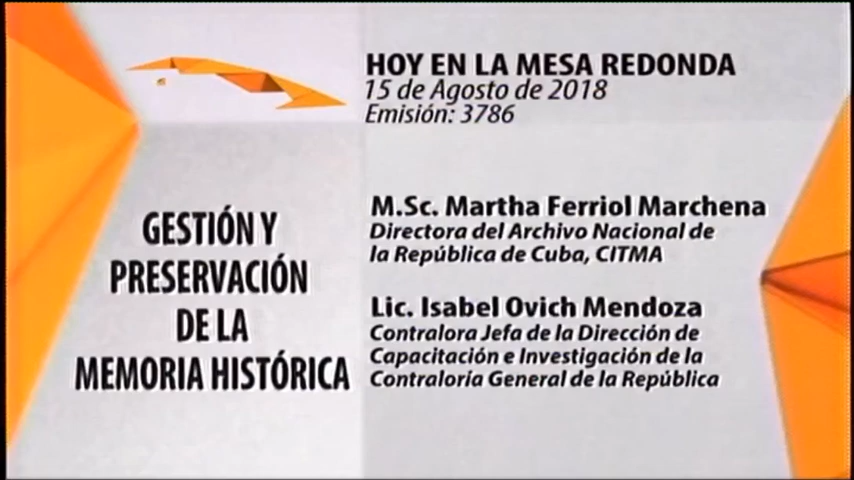 HOY EN LA MESA REDONDA
15 de Agosto de 2018
Emisión: 3786
GESTIÓN Y
PRESERVACIÓN
DE LA
MEMORIA HISTÓRICA
M.Sc. Martha Ferriol Marchena
Directora del Archivo Nacional de
la República de Cuba, CITMA
Lic. Isabel Ovich Mendoza
Contralora Jefa de la Dirección de
Capacitación e Investigación de la
Contraloría General de la República